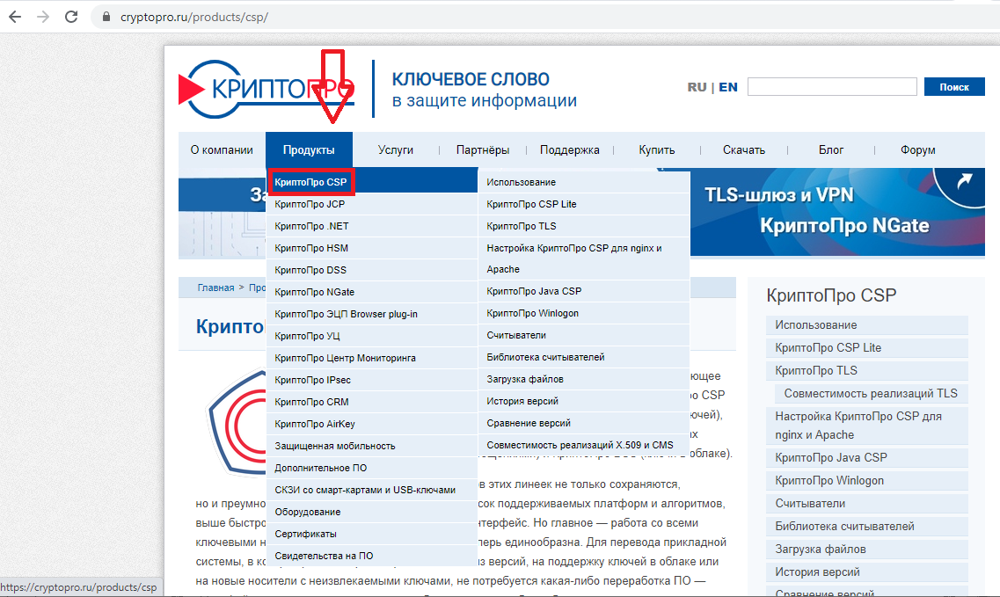 cryptopro.ru/products/csp/
КРИПТОПРО
КЛЮЧЕВОЕ СЛОВО
в защите информации
RU | EN
Поиск
О компании
Продукты
Услуги
Партнёры
Поддержка
Купить
Скачать
Блог
Форум
КриптоПро CSP
КриптоПро JCP
КриптоПро .NET
КриптоПро HSM
КриптоПро DSS
КриптоПро NGate
КриптоПро ЭЦП Browser plug-in
КриптоПро УЦ
КриптоПро Центр Мониторинга
КриптоПро IPsec
КриптоПро CRM
КриптоПро AirKey
Защищенная мобильность
Дополнительное ПО
СКЗИ со смарт-картами и USB-ключами
Оборудование
Сертификаты
Свидетельства на ПО
Использование
КриптоПро CSP Lite
КриптоПро TLS
Настройка КриптоПро CSP для nginx и
Apache
КриптоПро Java CSP
КриптоПро Winlogon
Считыватели
Библиотека считывателей
Загрузка файлов
История версий
Сравнение версий
Совместимость реализаций X.509 и CMS
За
TLS-шлюз и VPN
КриптоПро NGate
Главная > Про
Крипто
ющее
ро CSP
ючей),
ых
в облаке).
ов этих линеек не только сохраняются,
но и преумно
сок поддерживаемых платформ и алгоритмов,
выше быстро
нтерфейс. Но главное — работа со всеми
ключевыми н
перь единообразна. Для перевода прикладной
системы, в ко
из версий, на поддержку ключей в облаке или
на новые носители с неизвлекаемыми ключами, не потребуется какая-либо переработка ПО —
КриптоПро CSP
Использование
КриптоПро CSP Lite
КриптоПро TLS
Совместимость реализаций TLS
Настройка КриптоПро CSP для
nginx и Apache
КриптоПро Java CSP
КриптоПро Winlogon
Считыватели
Библиотека считывателей
Загрузка файлов
История версий
Сравнение версий
https://cryptopro.ru/products/csp